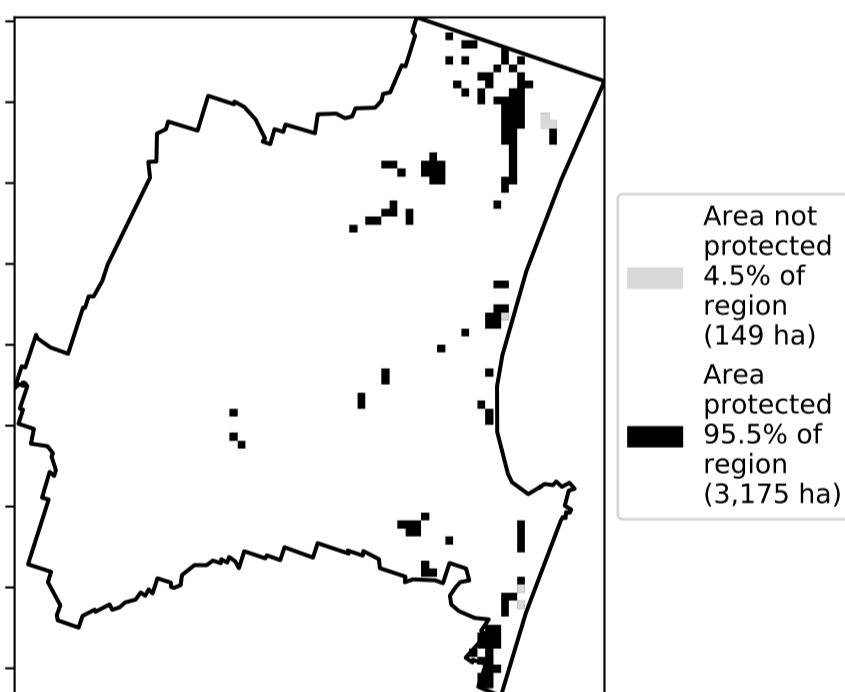 Area not
protected
4.5% of
region
(149 ha)
Area
protected
95.5% of
region
(3,175 ha)